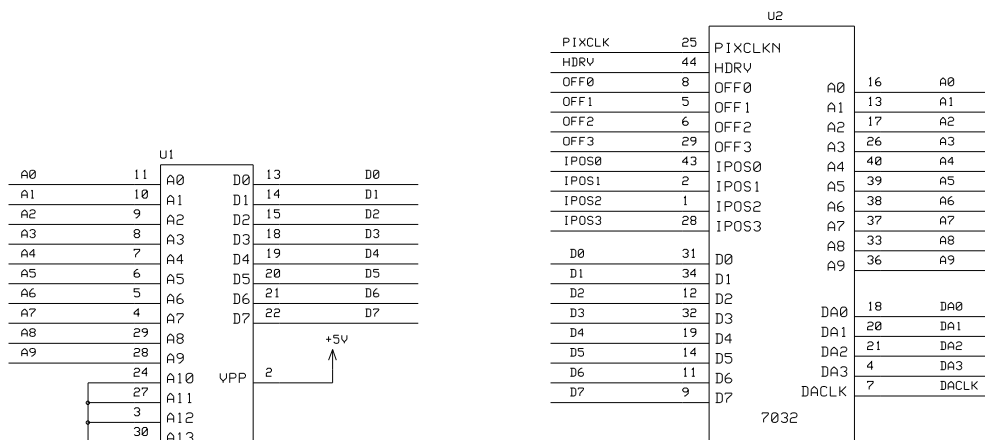 U1
A0 11 A0 D0 13 D0
A1 10 A1 D1 14 D1
A2 9 A2 D2 15 D2
A3 8 A3 D3 18 D3
A4 7 A4 D4 19 D4
A5 6 A5 D5 20 D5
A6 5 A6 D6 21 D6
A7 4 A7 D7 22 D7
A8 29 A8
A9 28 A9
+5V
24 A10 VPP 2
27 A11
3 A12
30 A13
U2
PIXCLK 25 PIXCLKN
HDRV 44 HDRV
OFF0 8 OFF0 A0 16 A0
OFF1 5 OFF1 A1 13 A1
OFF2 6 OFF2 A2 17 A2
OFF3 29 OFF3 A3 26 A3
IPOS0 43 IPOS0 A4 40 A4
IPOS1 2 IPOS1 A5 39 A5
IPOS2 1 IPOS2 A6 38 A6
IPOS3 28 IPOS3 A7 37 A7
A8 33 A8
D0 31 D0 A9 36 A9
D1 34 D1
D2 12 D2
D3 32 D3 DA0 18 DA0
D4 19 D4 DA1 20 DA1
D5 14 D5 DA2 21 DA2
D6 11 D6 DA3 4 DA3
D7 9 D7 DACLK 7 DACLK
7032